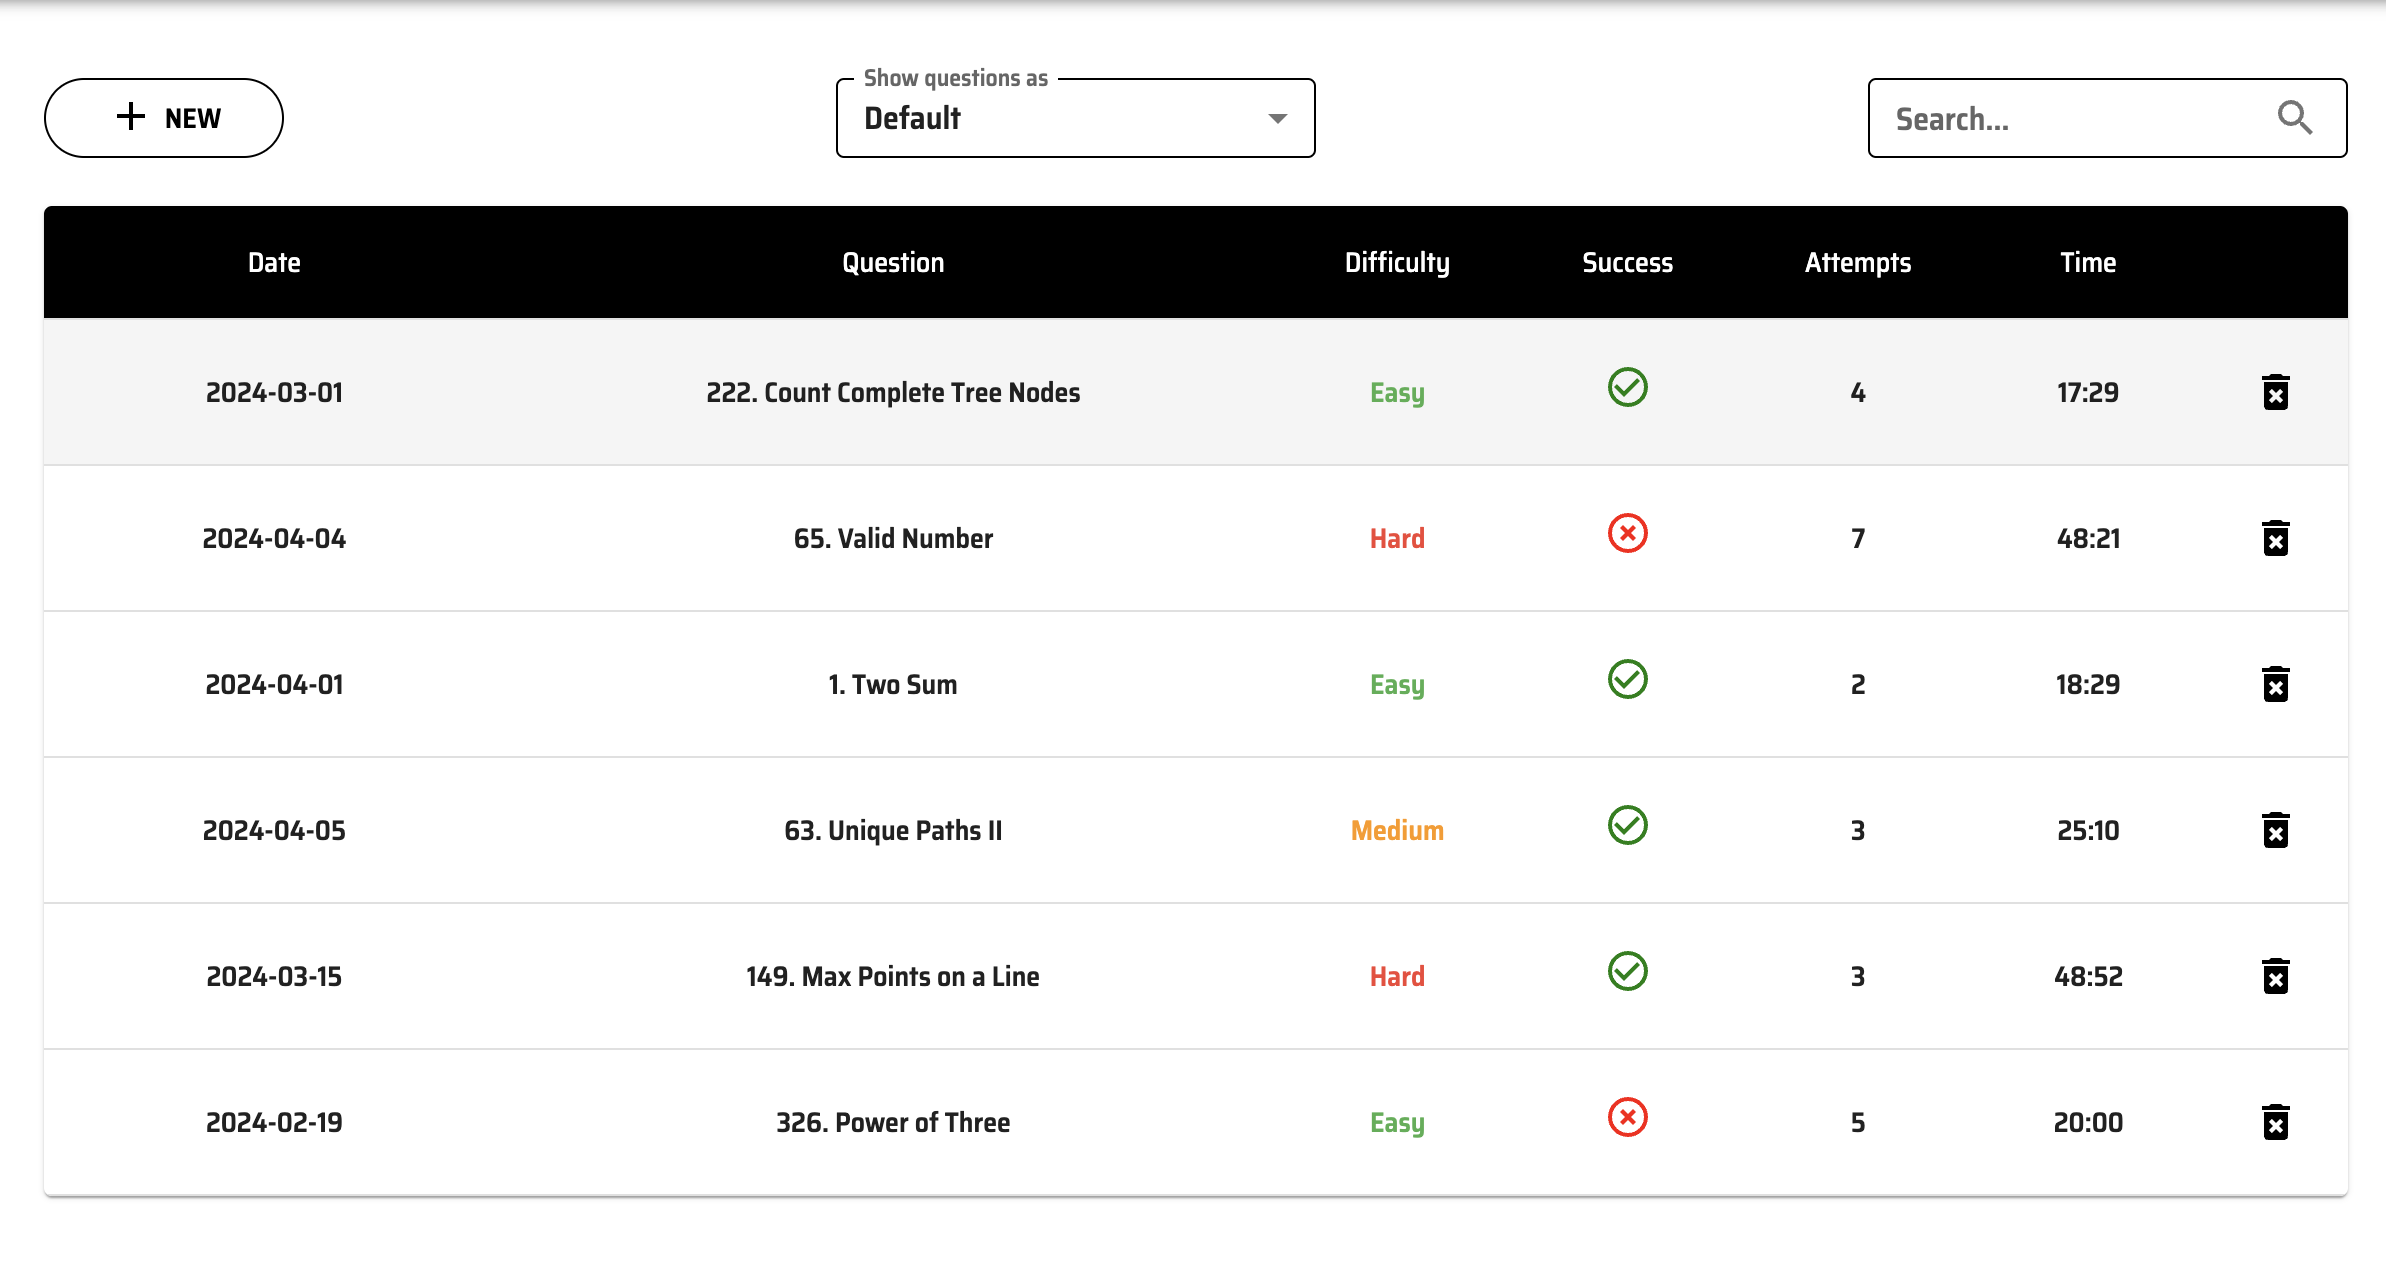 + NEW
Show questions as
Default
Search...
Date Question Difficulty Success Attempts Time
2024-03-01 222. Count Complete Tree Nodes Easy 4 17:29
2024-04-04 65. Valid Number Hard 7 48:21
2024-04-01 1. Two Sum Easy 2 18:29
2024-04-05 63. Unique Paths II Medium 3 25:10
2024-03-15 149. Max Points on a Line Hard 3 48:52
2024-02-19 326. Power of Three Easy 5 20:00